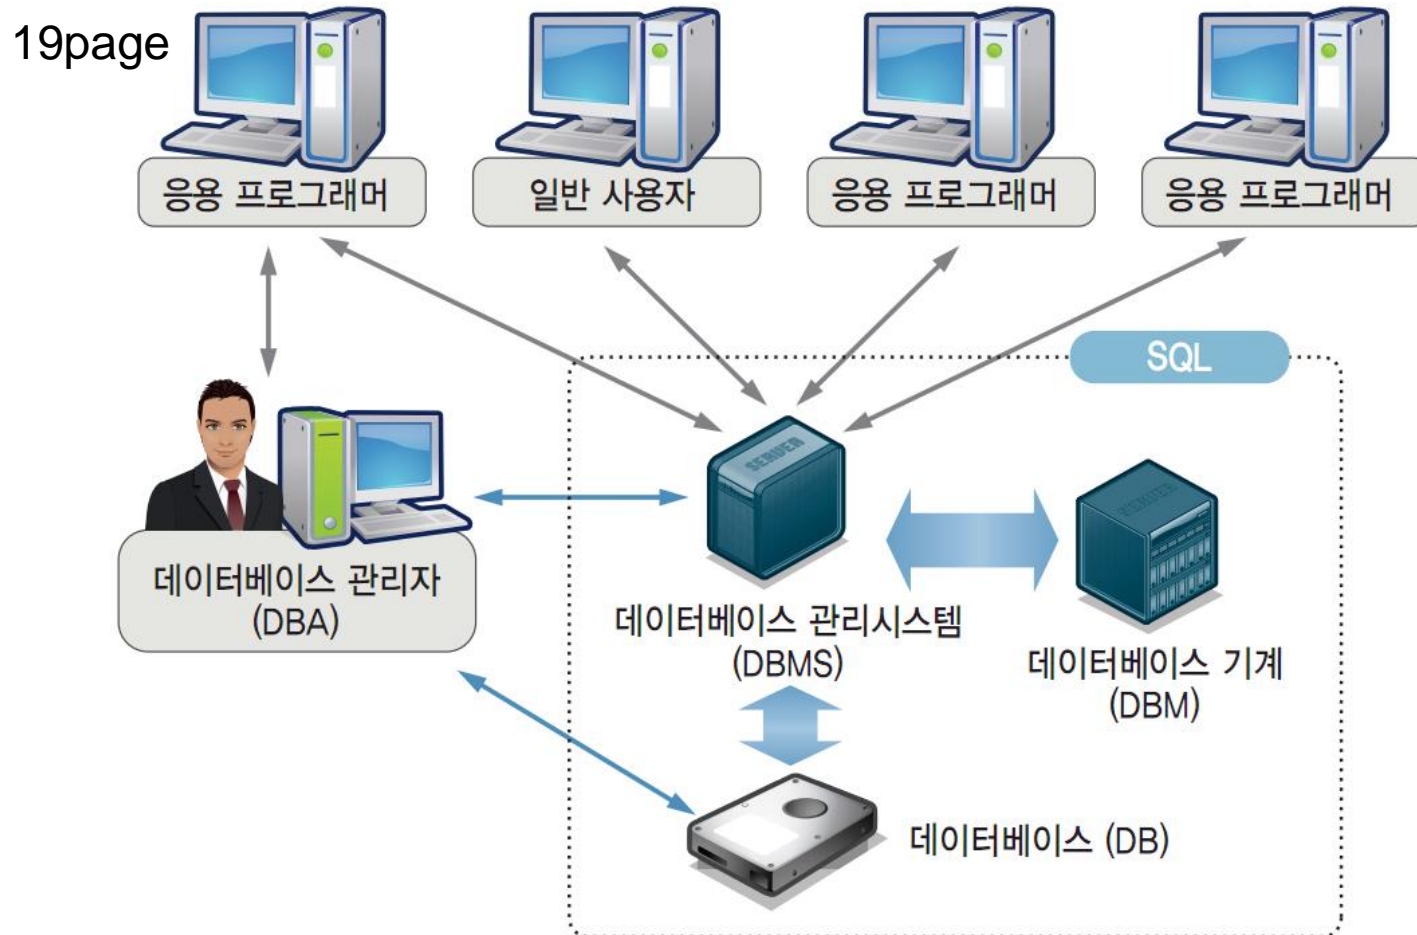 19page
응용 프로그래머
일반 사용자
응용 프로그래머
응용 프로그래머
SQL
SERVER
SERVER
데이터베이스 관리자
(DBA)
데이터베이스 관리시스템
(DBMS)
데이터베이스 기계
(DBM)
데이터베이스 (DB)